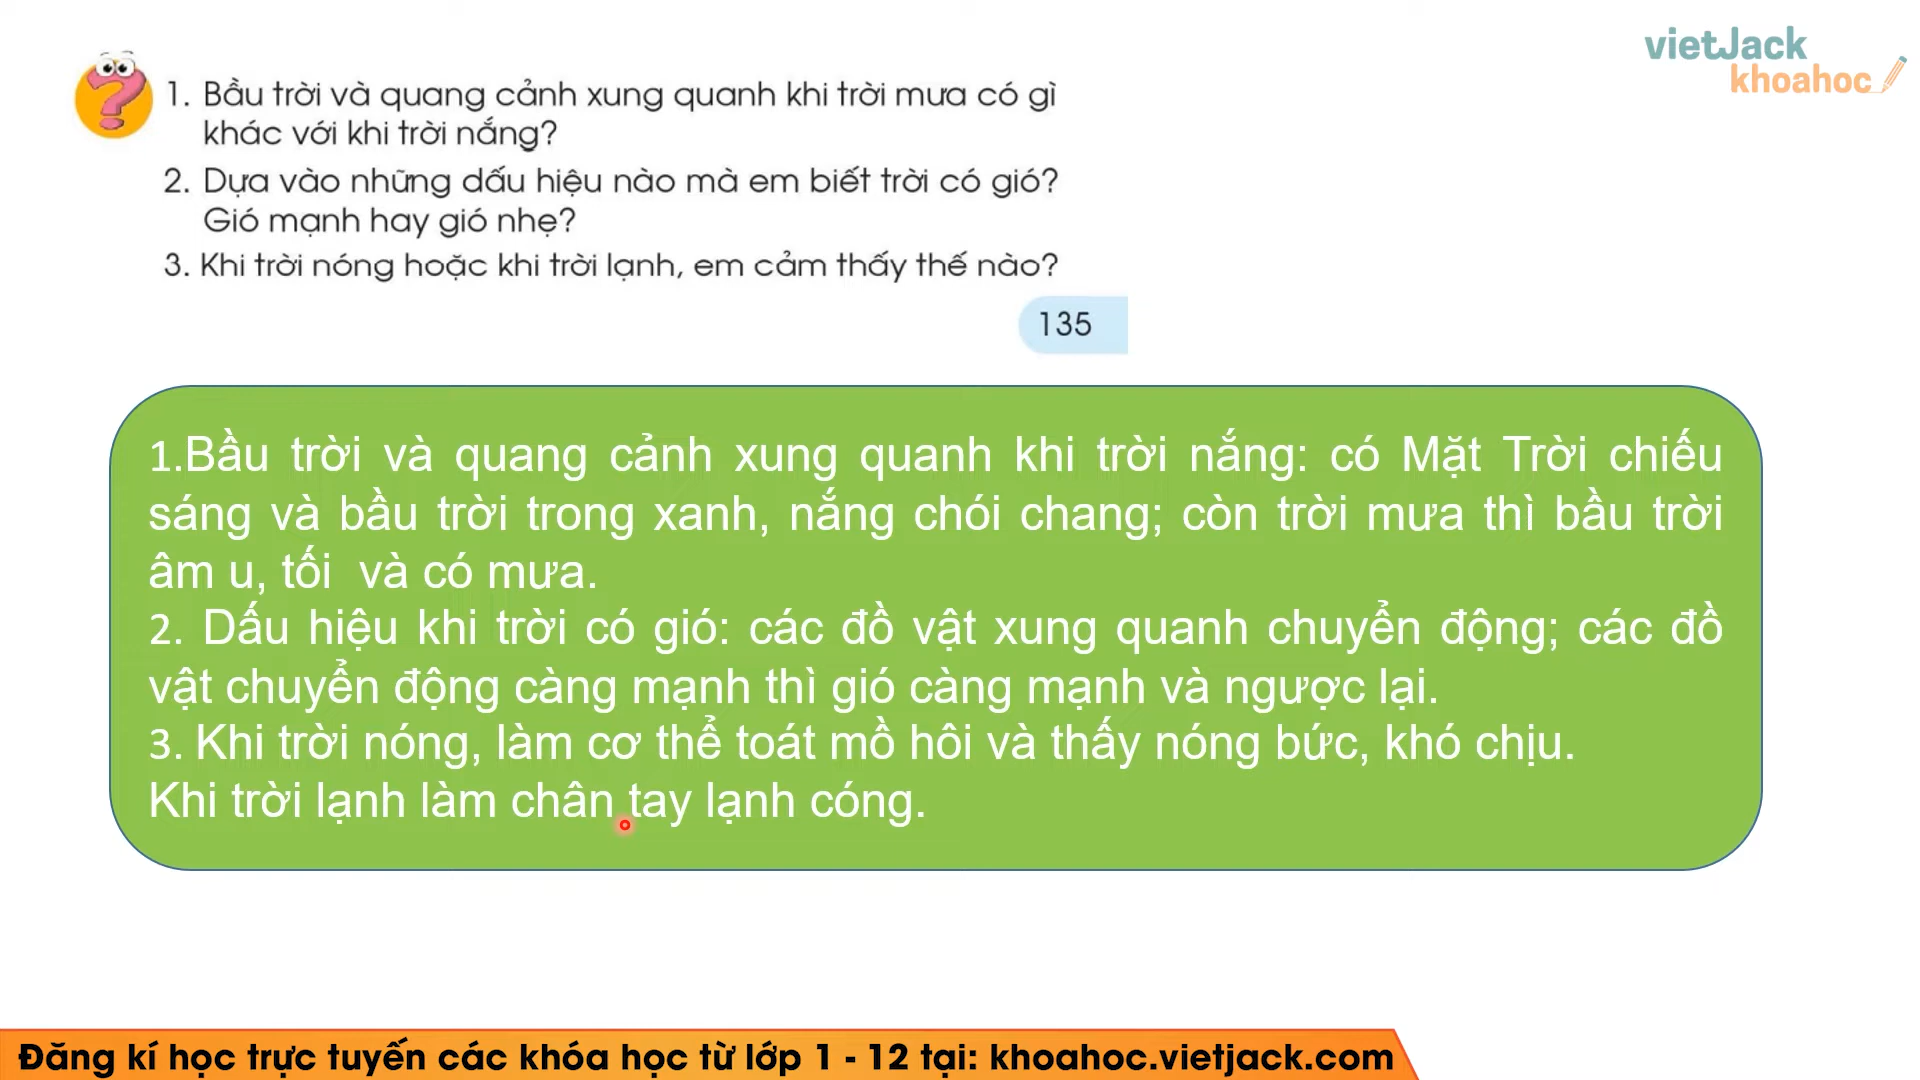 vietJack
khoahoc
1. Bầu trời và quang cảnh xung quanh khi trời mưa có gì
khác với khi trời nắng?
2. Dựa vào những dấu hiệu nào mà em biết trời có gió?
Gió mạnh hay gió nhẹ?
3. Khi trời nóng hoặc khi trời lạnh, em cảm thấy thế nào?
135
1.Bầu trời và quang cảnh xung quanh khi trời nắng: có Mặt Trời chiếu
sáng và bầu trời trong xanh, nắng chói chang; còn trời mưa thì bầu trời
âm u, tối và có mưa.
2. Dấu hiệu khi trời có gió: các đồ vật xung quanh chuyển động; các đồ
vật chuyển động càng mạnh thì gió càng mạnh và ngược lại.
3. Khi trời nóng, làm cơ thể toát mồ hôi và thấy nóng bức, khó chịu.
Khi trời lạnh làm chân tay lạnh cóng.
Đăng kí học trực tuyến các khóa học từ lớp 1 - 12 tại: khoahoc.vietjack.com